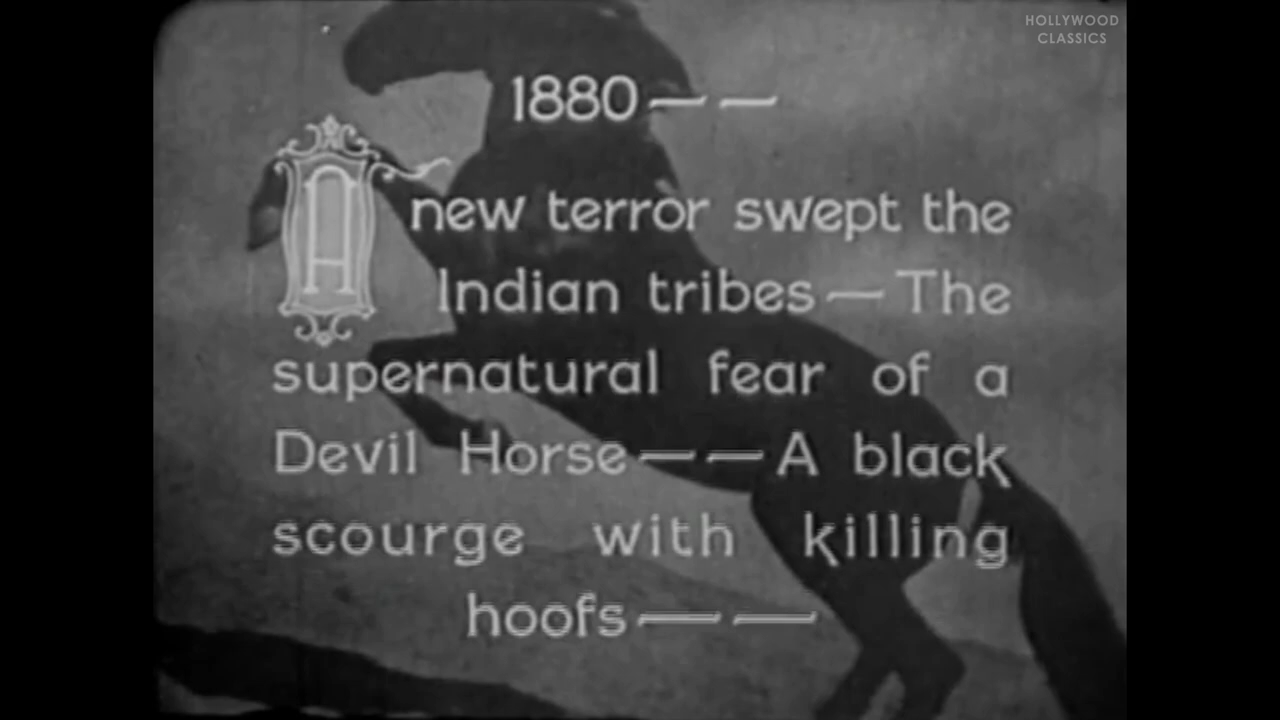 HOLLYWOOD
CLASSICS
1880— —
A new terror swept the
Indian tribes — The
supernatural fear of a
Devil Horse — — A black
scourge with killing
hoofs — —